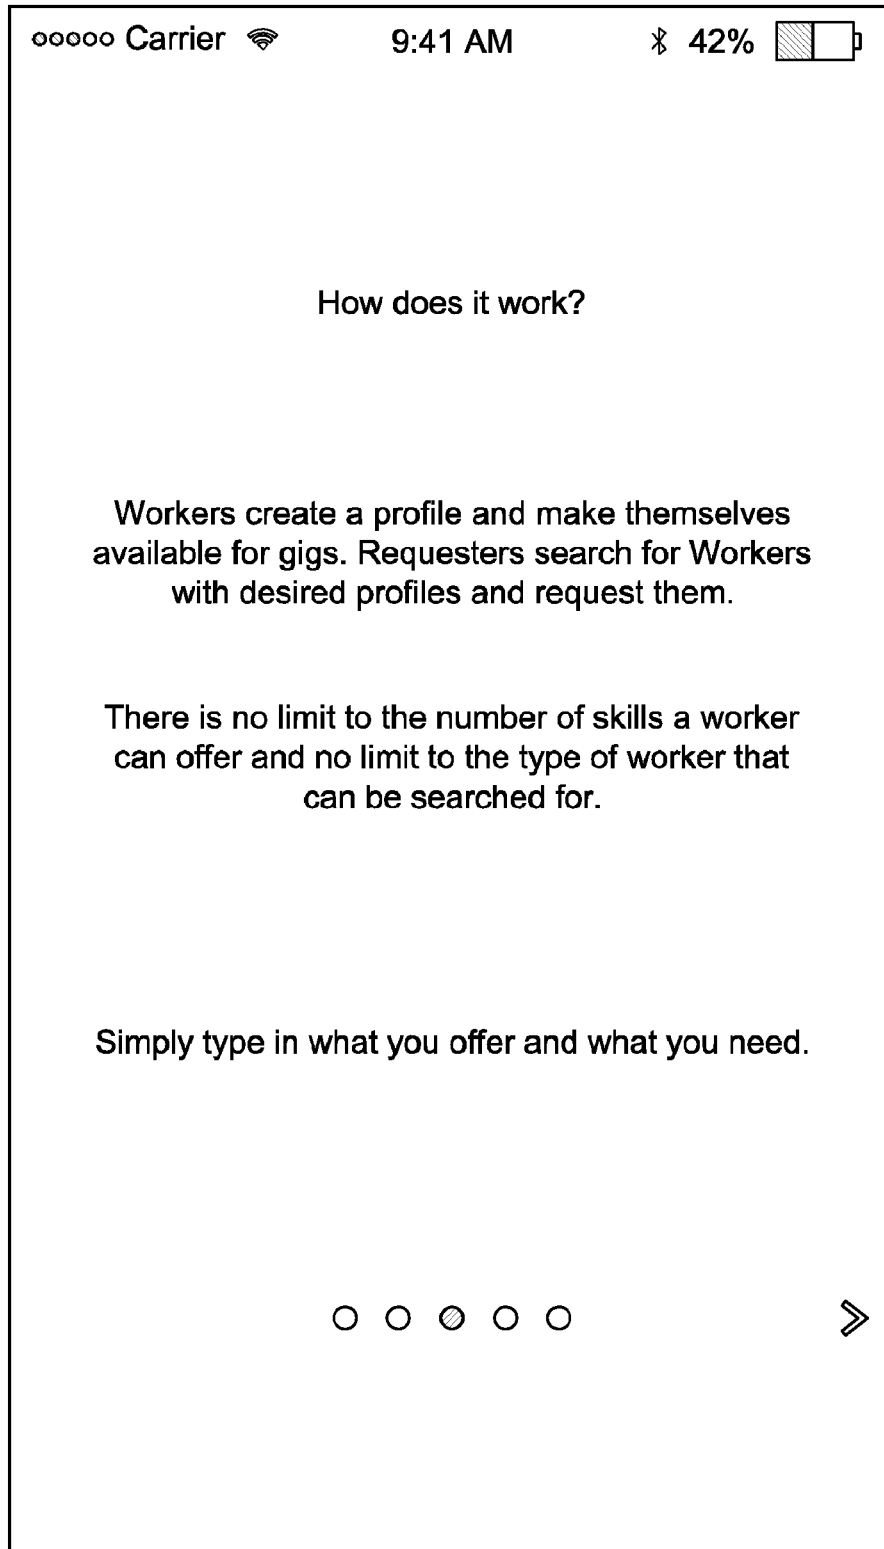 Carrier 9:41 AM 42%
How does it work?
Workers create a profile and make themselves
available for gigs. Requesters search for Workers
with desired profiles and request them.
There is no limit to the number of skills a worker
can offer and no limit to the type of worker that
can be searched for.
Simply type in what you offer and what you need.